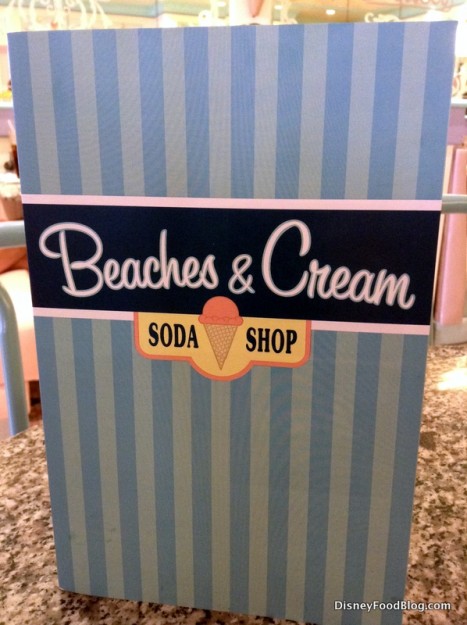 Beaches & Cream
SODA SHOP
DisneyFoodBlog.com